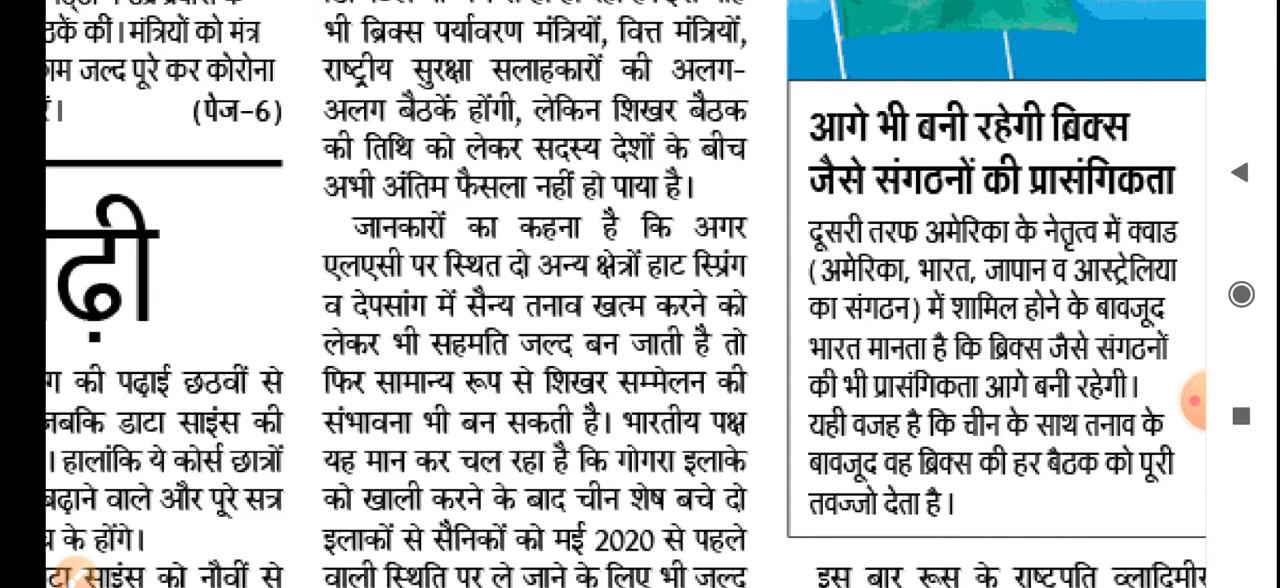 ठकें कीं। मंत्रियों को मंत्र
जल्द पूरे कर कोरोना
(पेज-6)
ढ़ी
की पढ़ाई छठवीं से
डाटा साइंस की
। हालांकि ये कोर्स छात्रों
बढ़ाने वाले और पूरे सत्र
के होंगे।
साइंस को नौवीं से
भी ब्रिक्स पर्यावरण मंत्रियों, वित्त मंत्रियों,
राष्ट्रीय सुरक्षा सलाहकारों की अलग-
अलग बैठकें होंगी, लेकिन शिखर बैठक
की तिथि को लेकर सदस्य देशों के बीच
अभी अंतिम फैसला नहीं हो पाया है।
जानकारों का कहना है कि अगर
एलएसी पर स्थित दो अन्य क्षेत्रों हाट स्प्रिंग
व देपसांग में सैन्य तनाव खत्म करने को
लेकर भी सहमति जल्द बन जाती है तो
फिर सामान्य रूप से शिखर सम्मेलन की
संभावना भी बन सकती है। भारतीय पक्ष
यह मान कर चल रहा है कि गोगरा इलाके
को खाली करने के बाद चीन शेष बचे दो
इलाकों से सैनिकों को मई 2020 से पहले
वाली स्थिति पर ले जाने के लिए भी जल्द
आगे भी बनी रहेगी ब्रिक्स
जैसे संगठनों की प्रासंगिकता
दूसरी तरफ अमेरिका के नेतृत्व में क्वाड
(अमेरिका, भारत, जापान व आस्ट्रेलिया
का संगठन) में शामिल होने के बावजूद
भारत मानता है कि ब्रिक्स जैसे संगठनों
की भी प्रासंगिकता आगे बनी रहेगी।
यही वजह है कि चीन के साथ तनाव के
बावजूद वह ब्रिक्स की हर बैठक को पूरी
तवज्जो देता है।
इस बार रूस के राष्ट्रपति व्लादिमीर